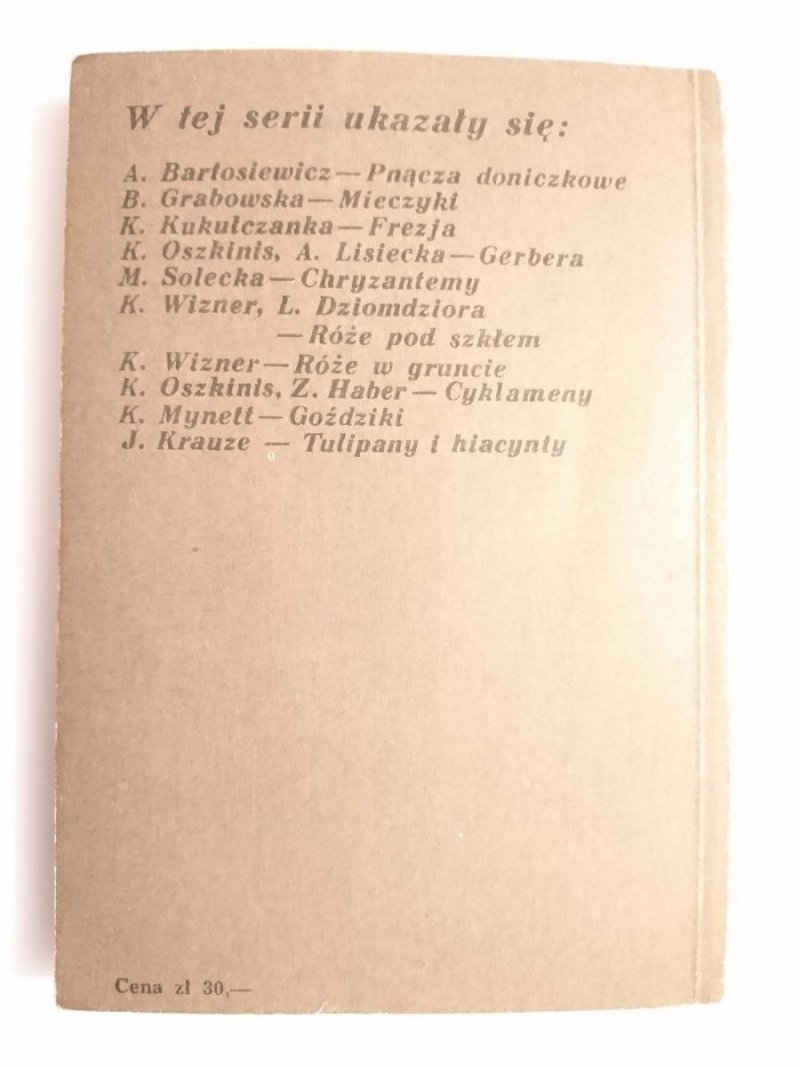 W tej serii ukazały się:
A. Bartosiewicz — Pnącza doniczkowe
B. Grabowska — Mieczyki
K. Kukułczanka — Frezja
K. Oszkinis, A. Lisiecka — Gerbera
M. Solecka — Chryzantemy
K. Wizner, L. Dziomdziora
— Róże pod szkłem
K. Wizner — Róże w gruncie
K. Oszkinis, Z. Haber — Cyklameny
K. Mynett — Goździki
J. Krauze — Tulipany i hiacynty
Cena zł 30,—